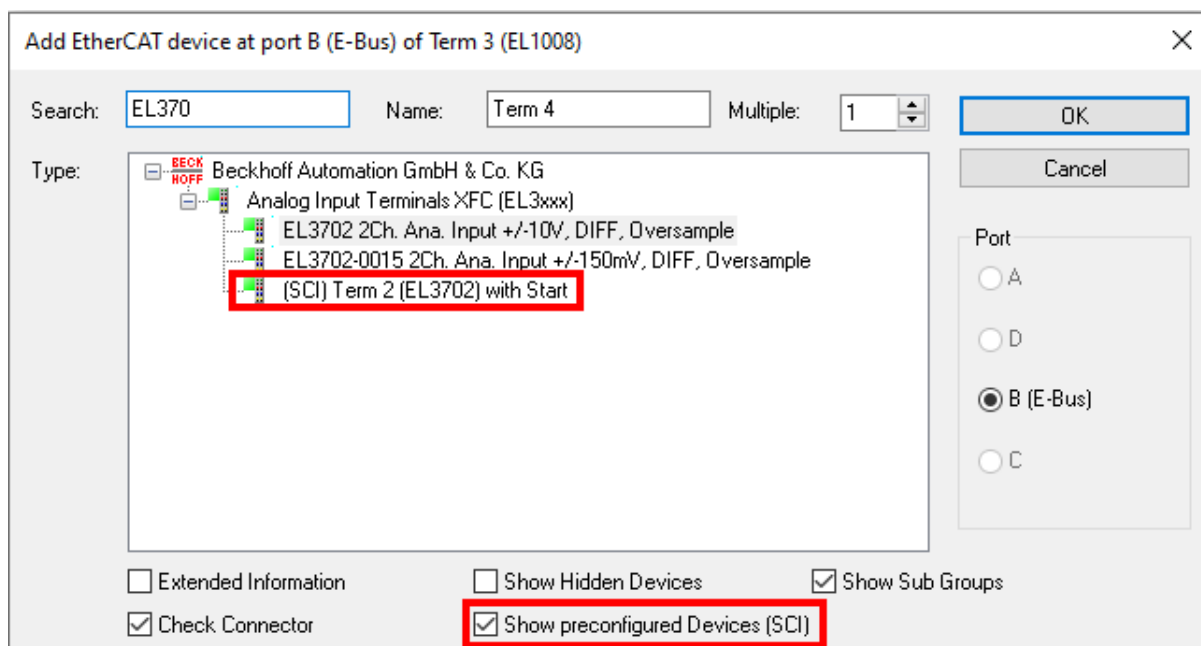 Add EtherCAT device at port B (E-Bus) of Term 3 (EL1008)
Search: EL370 Name: Term 4 Multiple: 1 OK
Type: BECKHOFF Beckhoff Automation GmbH & Co. KG Cancel
Analog Input Terminals XFC (EL3xxx)
EL3702 2Ch. Ana. Input +/-10V, DIFF, Oversample
Port
EL3702-0015 2Ch. Ana. Input +/-150mV, DIFF, Oversample
(SCI) Term 2 (EL3702) with Start
A
D
B (E-Bus)
C
Extended Information Show Hidden Devices Show Sub Groups
Check Connector Show preconfigured Devices (SCI)